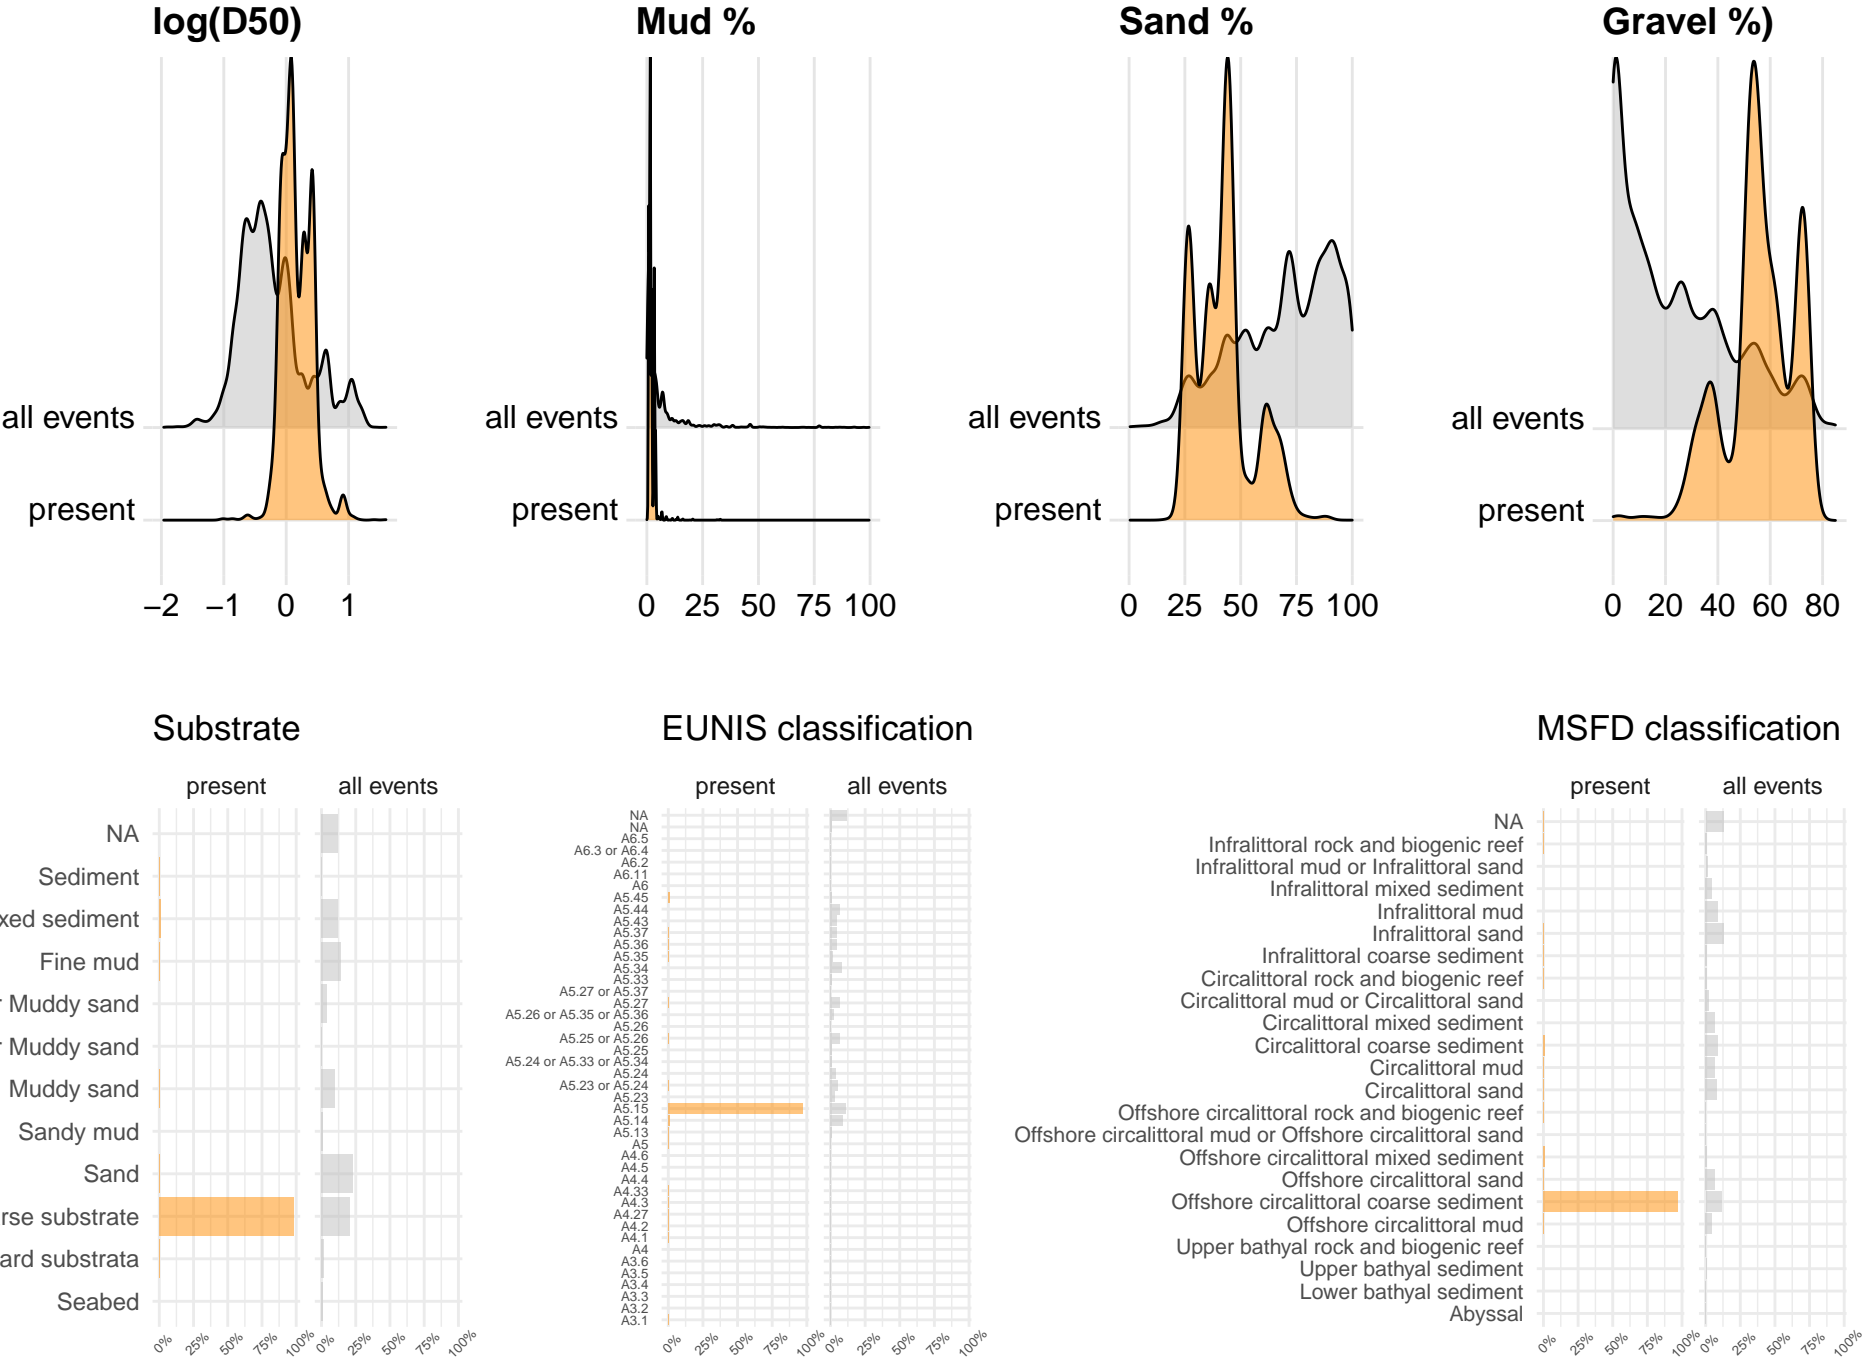 log(D50)
Mud %
Sand %
Gravel %)
all events
present
−2 −1 0 1
all events
present
0 25 50 75 100
all events
present
0 25 50 75 100
all events
present
0 20 40 60 80
Substrate
present all events
NA
Sediment
xed sediment
Fine mud
r Muddy sand
r Muddy sand
Muddy sand
Sandy mud
Sand
rse substrate
ard substrata
Seabed
0% 25% 50% 75% 100% 0% 25% 50% 75% 100%
EUNIS classification
present all events
NA
NA
A6.5
A6.3 or A6.4
A6.2
A6.11
A6
A5.45
A5.44
A5.43
A5.37
A5.36
A5.35
A5.34
A5.33
A5.27 or A5.37
A5.27
A5.26 or A5.35 or A5.36
A5.26
A5.25 or A5.26
A5.25
A5.24 or A5.33 or A5.34
A5.24
A5.23 or A5.24
A5.23
A5.15
A5.14
A5.13
A5
A4.6
A4.5
A4.4
A4.33
A4.3
A4.27
A4.2
A4.1
A4
A3.6
A3.5
A3.4
A3.3
A3.2
A3.1
0% 25% 50% 75% 100% 0% 25% 50% 75% 100%
MSFD classification
present all events
NA
Infralittoral rock and biogenic reef
Infralittoral mud or Infralittoral sand
Infralittoral mixed sediment
Infralittoral mud
Infralittoral sand
Infralittoral coarse sediment
Circalittoral rock and biogenic reef
Circalittoral mud or Circalittoral sand
Circalittoral mixed sediment
Circalittoral coarse sediment
Circalittoral mud
Circalittoral sand
Offshore circalittoral rock and biogenic reef
Offshore circalittoral mud or Offshore circalittoral sand
Offshore circalittoral mixed sediment
Offshore circalittoral sand
Offshore circalittoral coarse sediment
Offshore circalittoral mud
Upper bathyal rock and biogenic reef
Upper bathyal sediment
Lower bathyal sediment
Abyssal
0% 25% 50% 75% 100% 0% 25% 50% 75% 100%